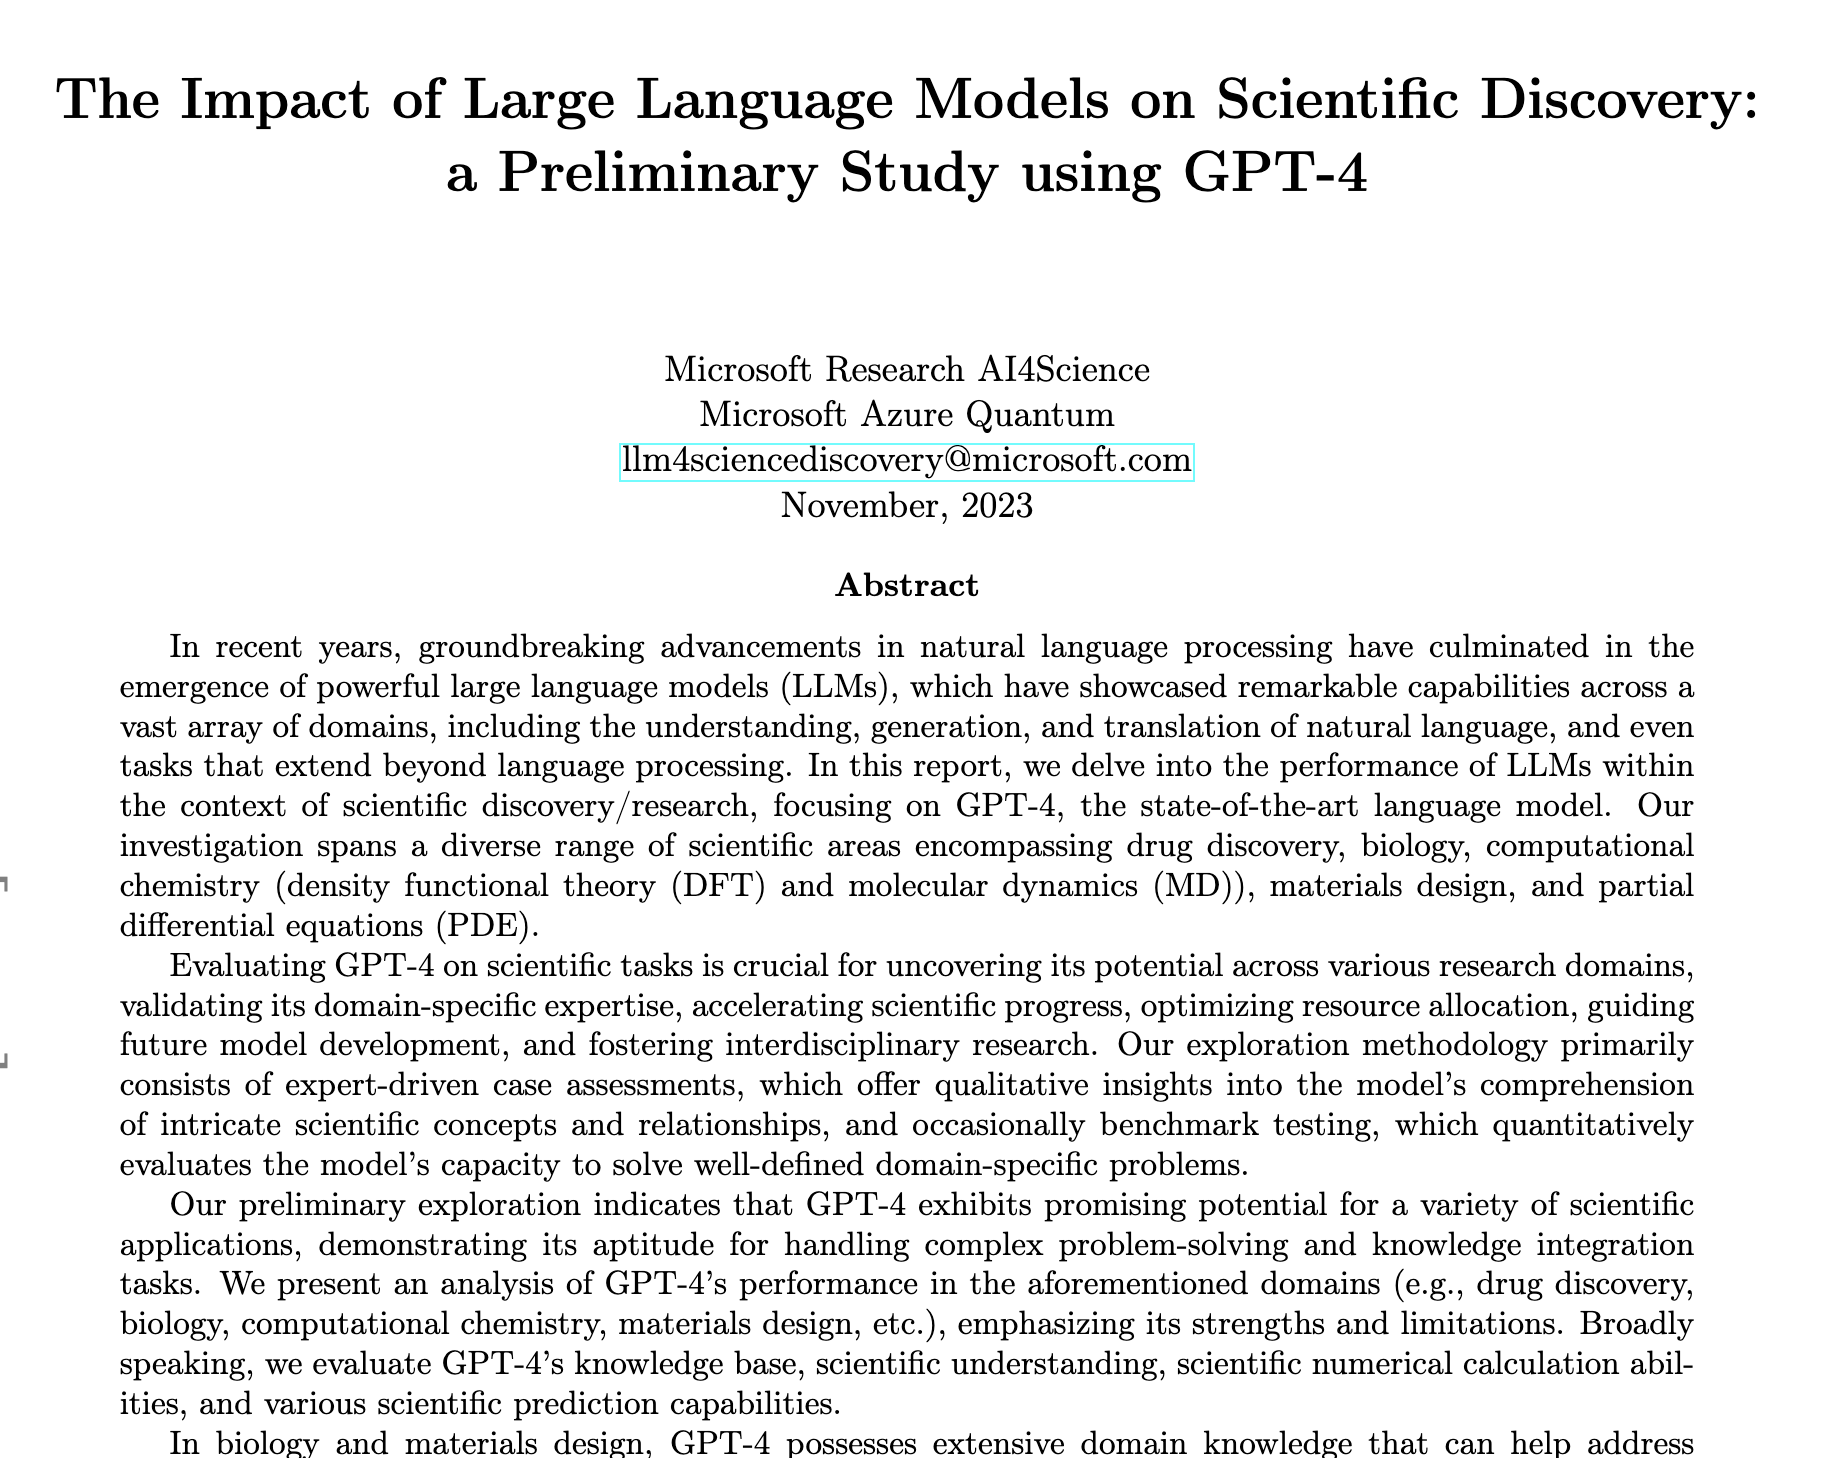 The Impact of Large Language Models on Scientific Discovery:
a Preliminary Study using GPT-4
Microsoft Research AI4Science
Microsoft Azure Quantum
llm4sciencediscovery@microsoft.com
November, 2023
Abstract
In recent years, groundbreaking advancements in natural language processing have culminated in the
emergence of powerful large language models (LLMs), which have showcased remarkable capabilities across a
vast array of domains, including the understanding, generation, and translation of natural language, and even
tasks that extend beyond language processing. In this report, we delve into the performance of LLMs within
the context of scientific discovery/research, focusing on GPT-4, the state-of-the-art language model. Our
investigation spans a diverse range of scientific areas encompassing drug discovery, biology, computational
chemistry (density functional theory (DFT) and molecular dynamics (MD)), materials design, and partial
differential equations (PDE).
Evaluating GPT-4 on scientific tasks is crucial for uncovering its potential across various research domains,
validating its domain-specific expertise, accelerating scientific progress, optimizing resource allocation, guiding
future model development, and fostering interdisciplinary research. Our exploration methodology primarily
consists of expert-driven case assessments, which offer qualitative insights into the model's comprehension
of intricate scientific concepts and relationships, and occasionally benchmark testing, which quantitatively
evaluates the model's capacity to solve well-defined domain-specific problems.
Our preliminary exploration indicates that GPT-4 exhibits promising potential for a variety of scientific
applications, demonstrating its aptitude for handling complex problem-solving and knowledge integration
tasks. We present an analysis of GPT-4's performance in the aforementioned domains (e.g., drug discovery,
biology, computational chemistry, materials design, etc.), emphasizing its strengths and limitations. Broadly
speaking, we evaluate GPT-4's knowledge base, scientific understanding, scientific numerical calculation abil-
ities, and various scientific prediction capabilities.
In biology and materials design, GPT-4 possesses extensive domain knowledge that can help address